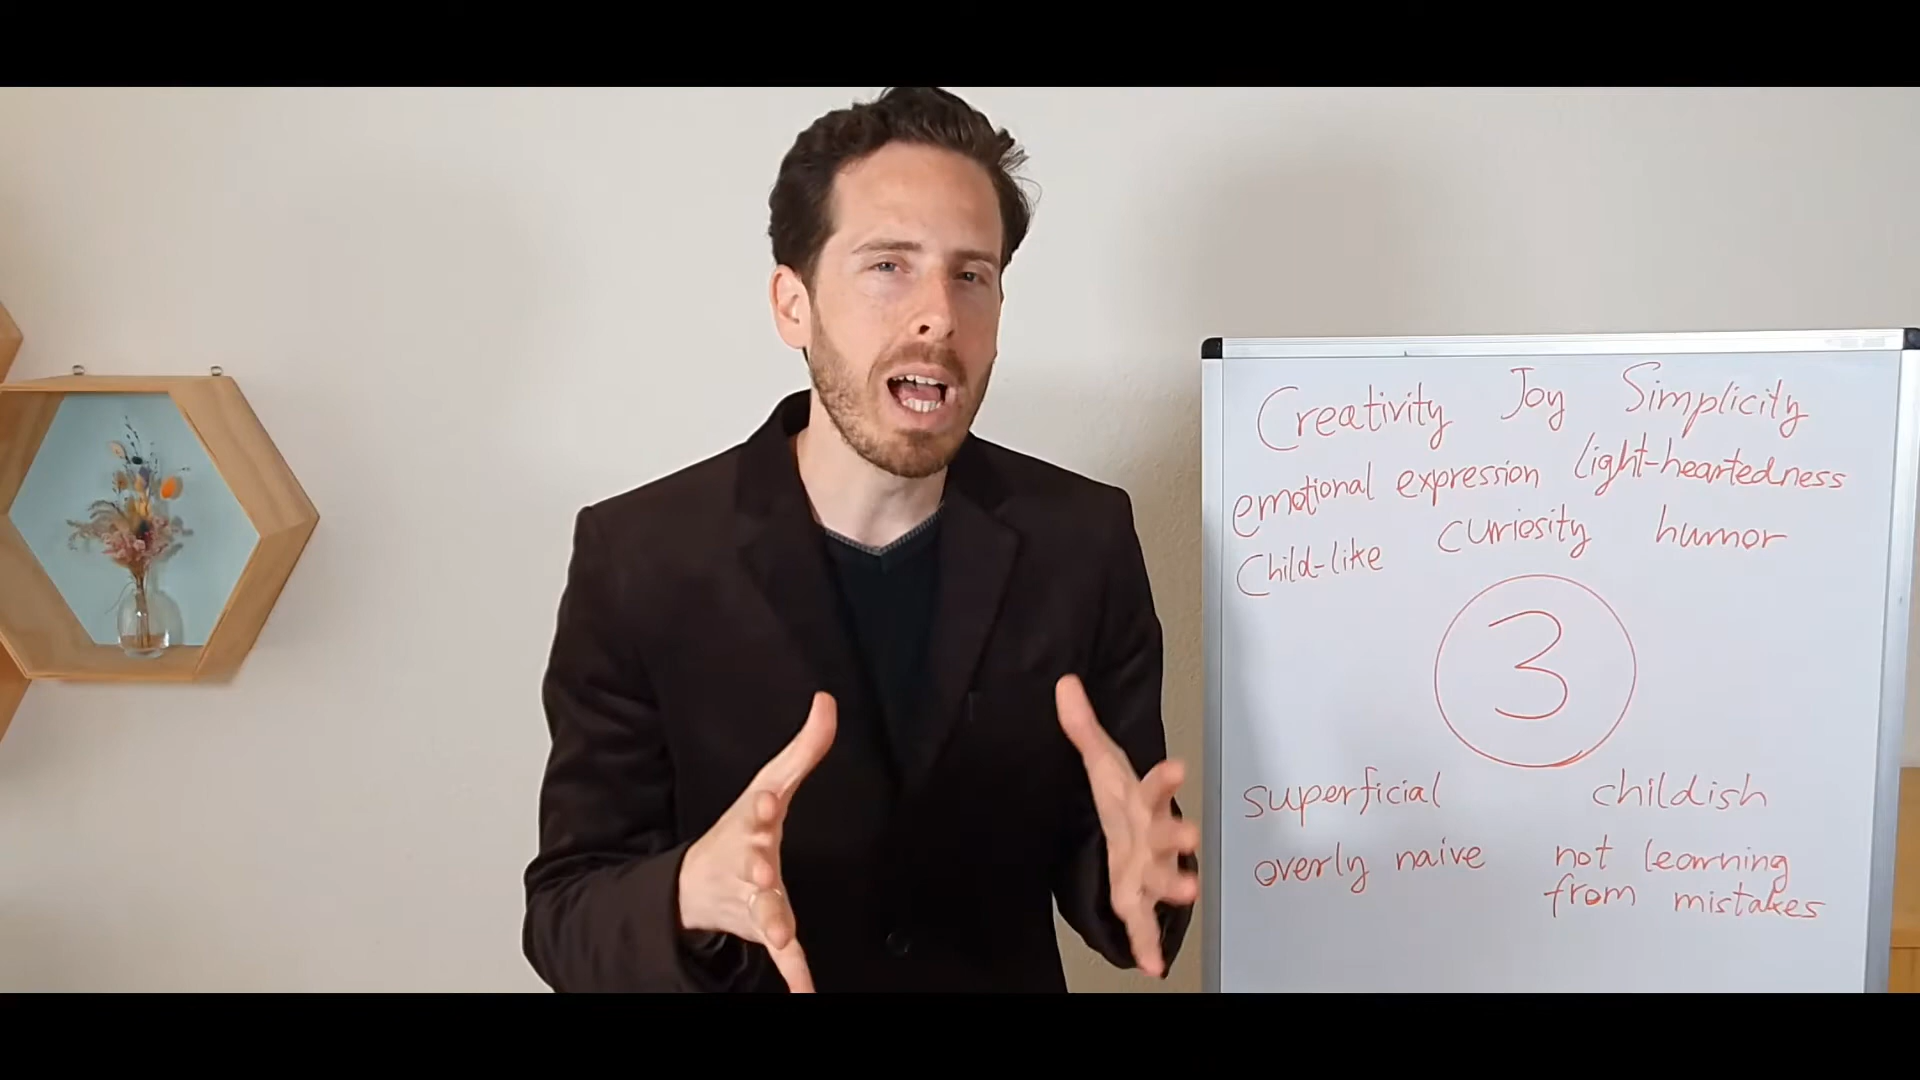 Creativity Joy Simplicity
emotional expression light-heartedness
Child-like curiosity humor
3
superficial childish
overly naive not learning
from mistakes